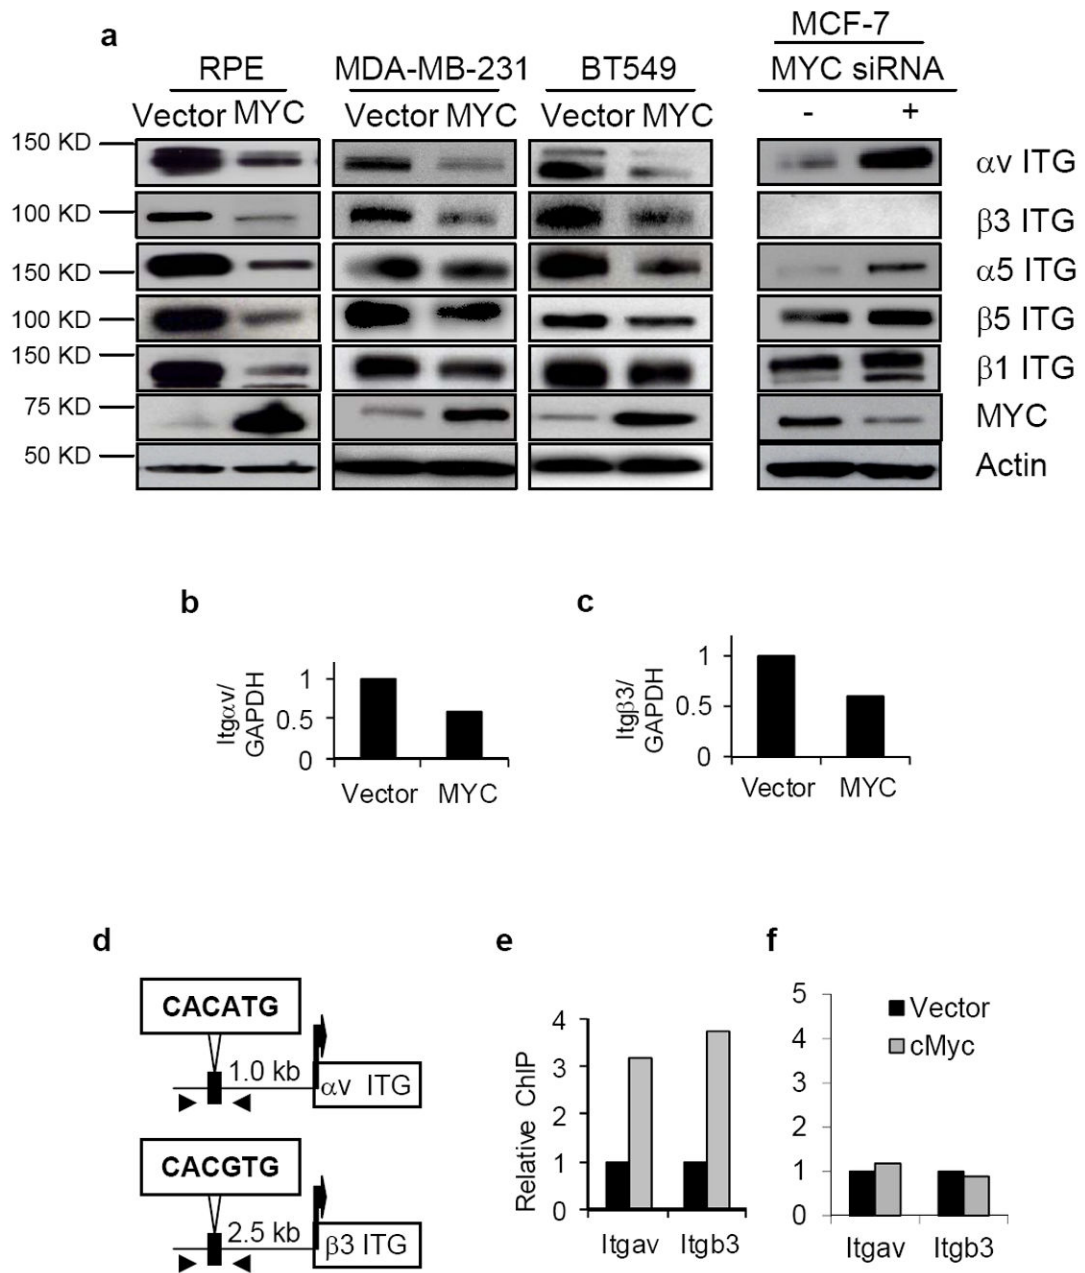 a
MCF-7
RPE MDA-MB-231 BT549 MYC siRNA
Vector MYC Vector MYC Vector MYC - +
150 KD αv ITG
100 KD β3 ITG
150 KD α5 ITG
100 KD β5 ITG
150 KD β1 ITG
75 KD MYC
50 KD Actin
b
Itgαv/
GAPDH
1
0.5
0
Vector MYC
c
Itgβ3/
GAPDH
1
0.5
0
Vector MYC
d
CACATG
1.0 kb
αv ITG
CACGTG
2.5 kb
β3 ITG
e
Relative ChIP
4
3
2
1
0
Itgav Itgb3
f
5
4
3
2
1
0
Vector
cMyc
Itgav Itgb3